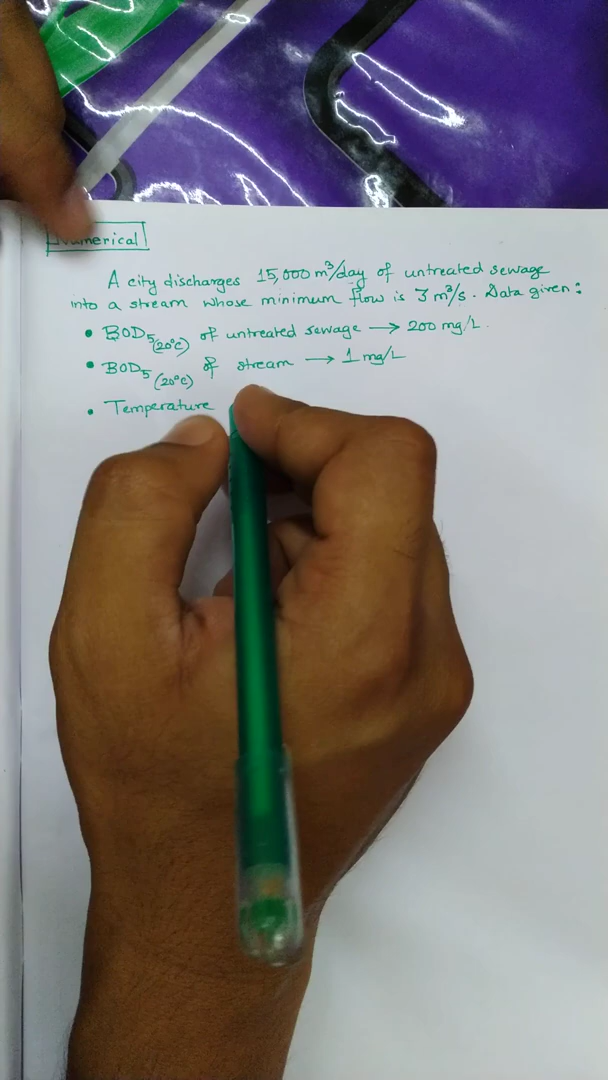 Numerical
A city discharges 15,000 m³/day of untreated sewage
into a stream whose minimum flow is 3 m³/s. Data given:
• BOD₅ (20°C) of untreated sewage → 200 mg/L.
• BOD₅ (20°C) of stream → 1 mg/L
• Temperature